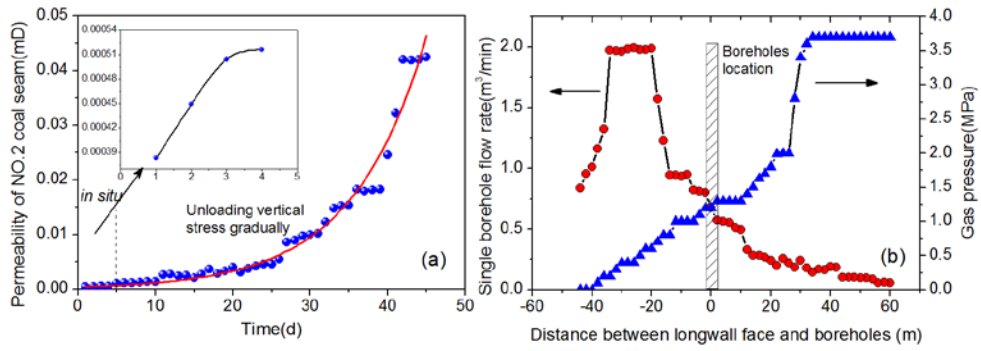 (a)
0.00054
0.00051
0.00048
0.00045
0.00042
0.00039
0 1 2 3 4 5
in situ
Unloading vertical
stress gradually
0.05
0.04
0.03
0.02
0.01
0.00
0 10 20 30 40 50
Permeability of NO.2 coal seam(mD)
Time(d)
(b)
Boreholes
location
2.0
1.5
1.0
0.5
0.0
4.0
3.5
3.0
2.5
2.0
1.5
1.0
0.5
0.0
-60 -40 -20 0 20 40 60
Single borehole flow rate(m³/min)
Gas pressure(MPa)
Distance between longwall face and boreholes (m)